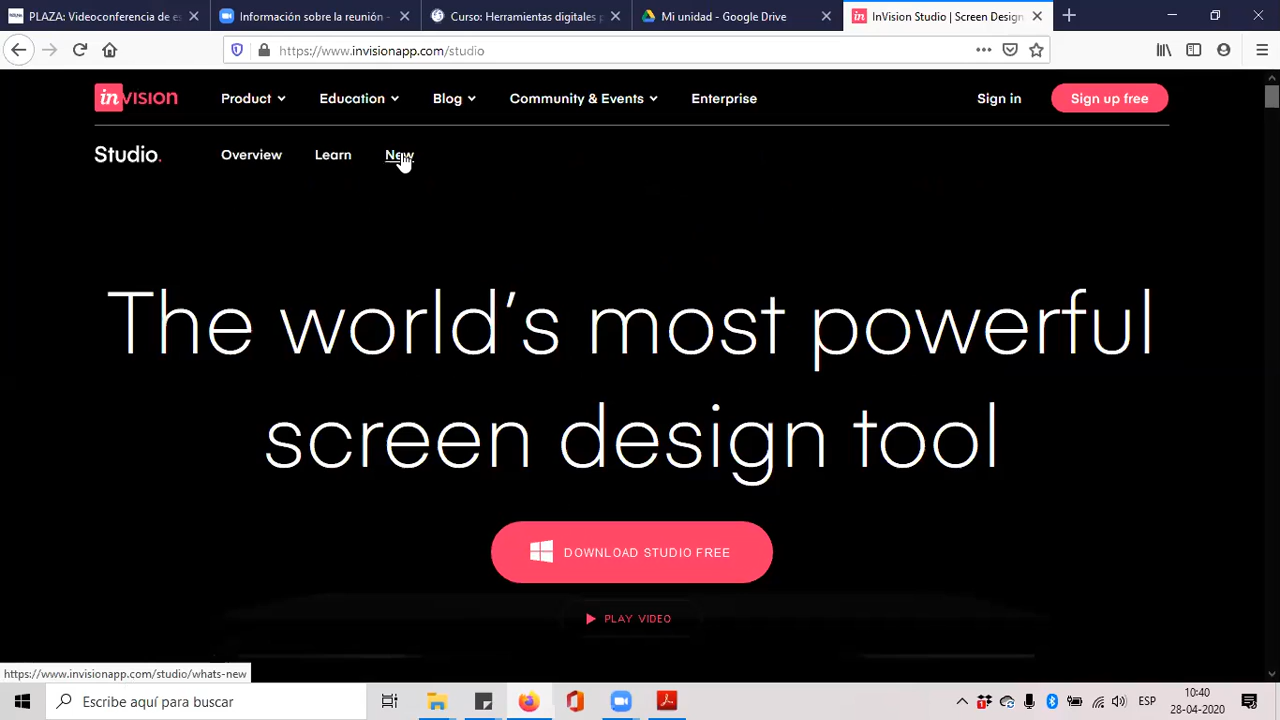 PLAZA: Videoconferencia de e
Información sobre la reunión -
Curso: Herramientas digitales p
Mi unidad - Google Drive
InVision Studio | Screen Design
https://www.invisionapp.com/studio
inVISION
Product
Education
Blog
Community & Events
Enterprise
Sign in
Sign up free
Studio.
Overview
Learn
New
The world's most powerful
screen design tool
DOWNLOAD STUDIO FREE
PLAY VIDEO
https://www.invisionapp.com/studio/whats-new
Escribe aquí para buscar
ESP
10:40
28-04-2020